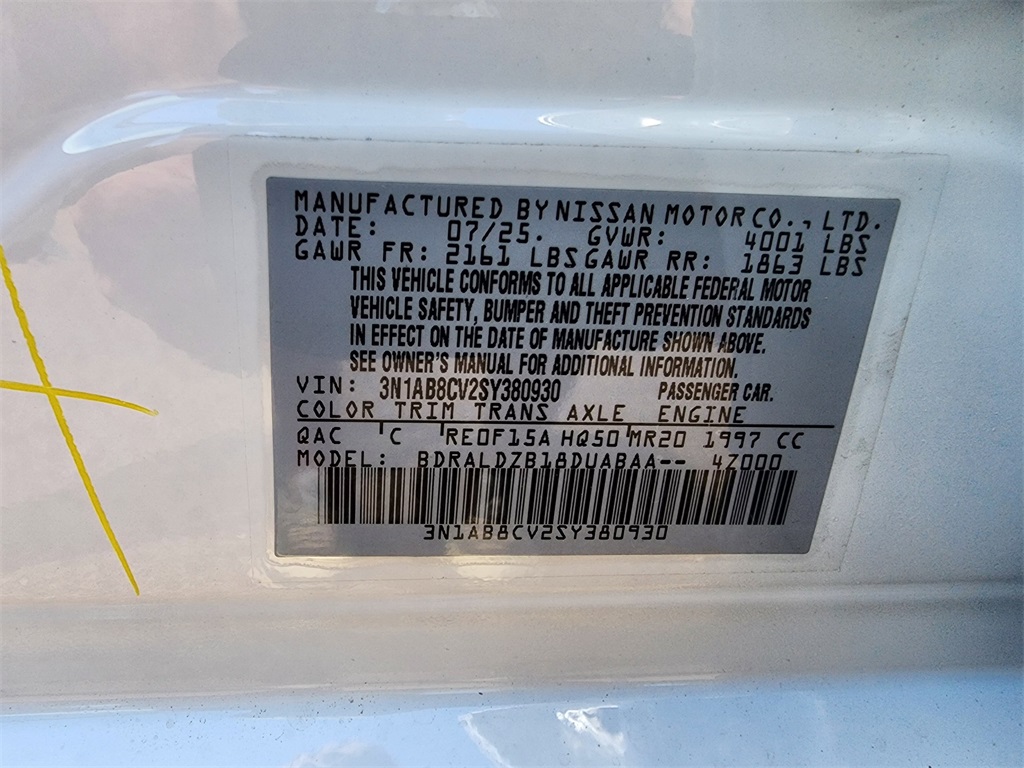 MANUFACTURED BY NISSAN MOTOR CO., LTD.
DATE: 07/25. GVWR: 4001 LBS
GAWR FR: 2161 LBS GAWR RR: 1863 LBS
THIS VEHICLE CONFORMS TO ALL APPLICABLE FEDERAL MOTOR
VEHICLE SAFETY, BUMPER AND THEFT PREVENTION STANDARDS
IN EFFECT ON THE DATE OF MANUFACTURE SHOWN ABOVE.
SEE OWNER'S MANUAL FOR ADDITIONAL INFORMATION.
VIN: 3N1AB8CV2SY380930 PASSENGER CAR.
COLOR TRIM TRANS AXLE ENGINE
QAC C RE0F15A HQ50 MR20 1997 CC
MODEL: BDRALDZB18DUABAA-- 4Z000
3N1AB8CV2SY380930